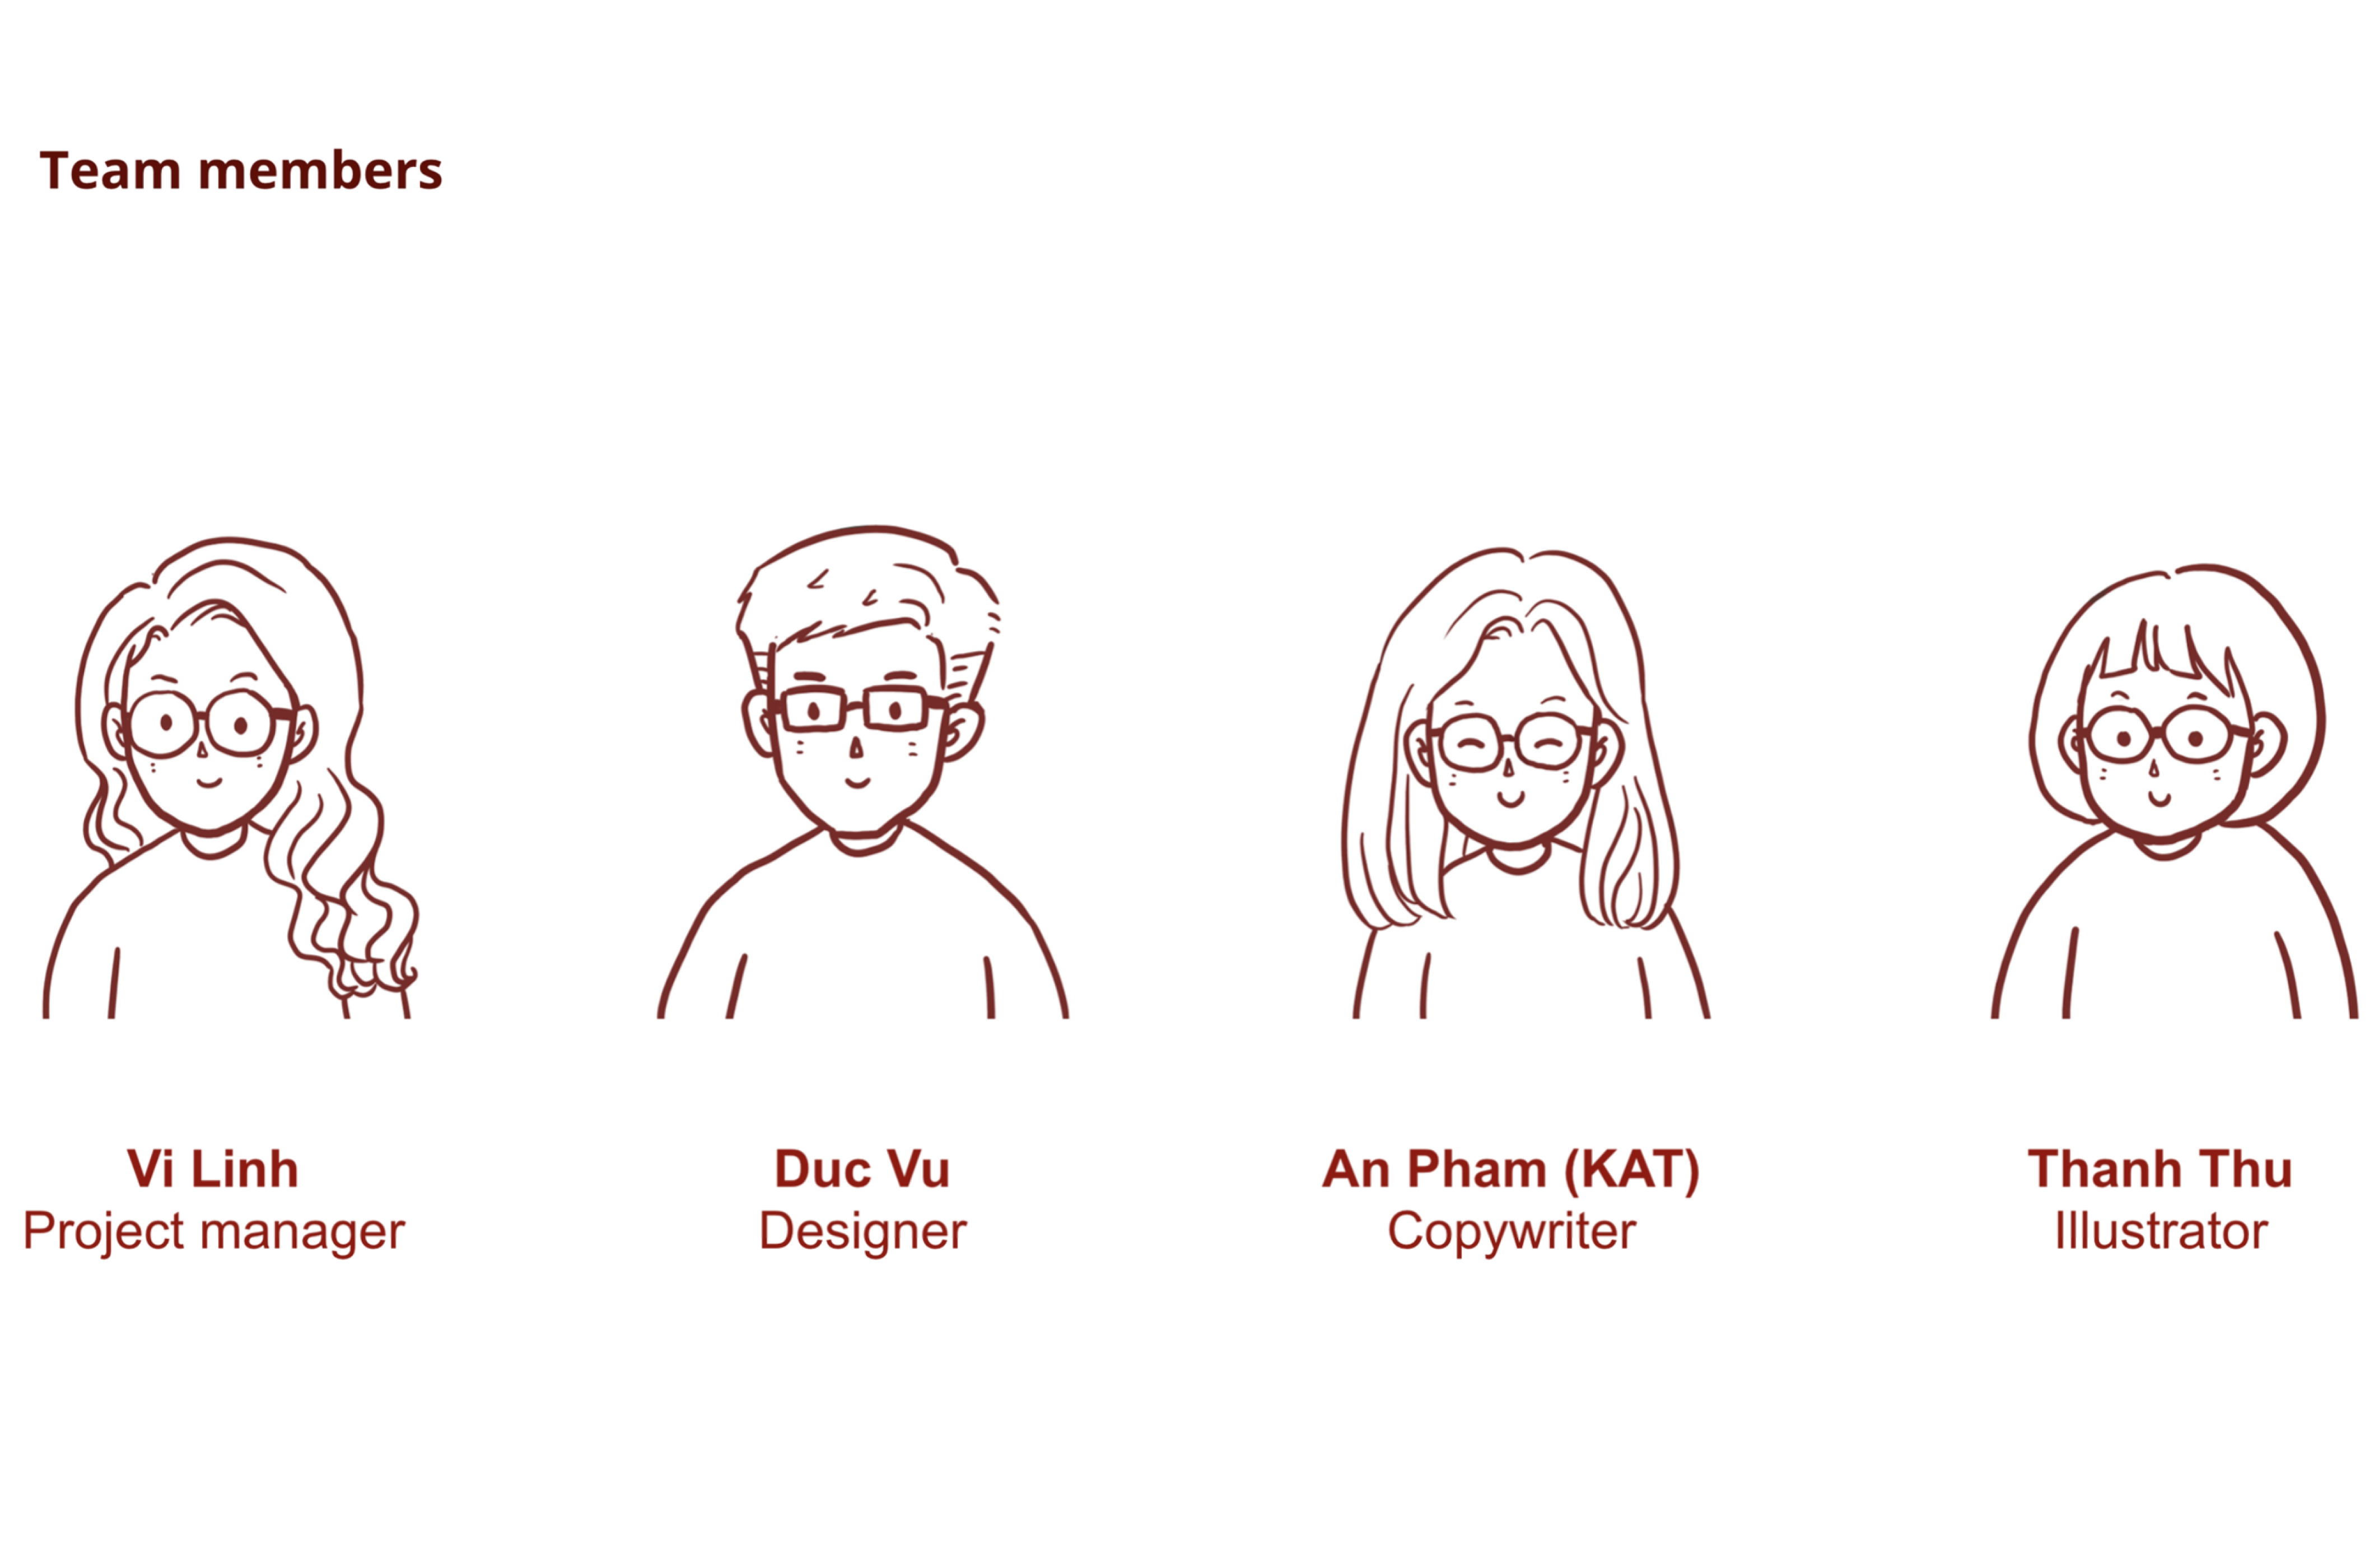 Team members
Vi Linh
Project manager
Duc Vu
Designer
An Pham (KAT)
Copywriter
Thanh Thu
Illustrator